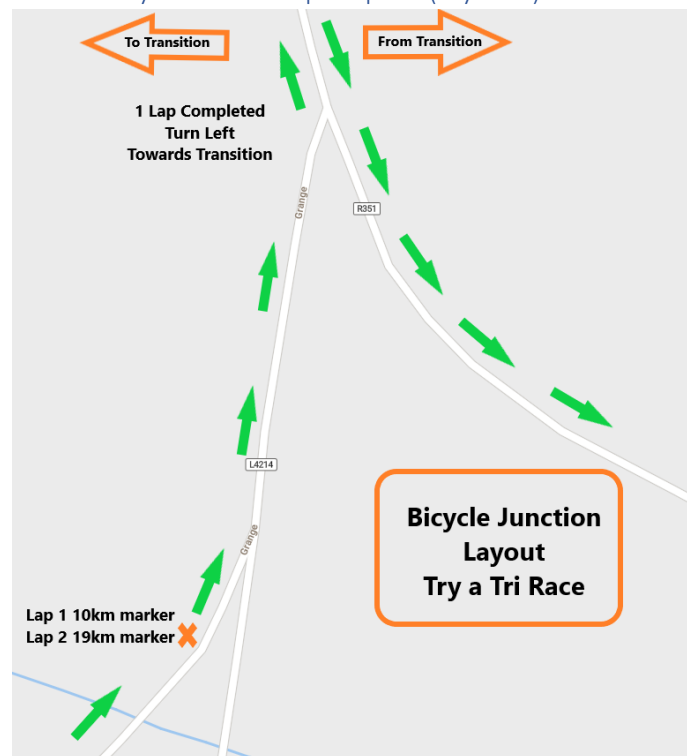 To Transition
From Transition
1 Lap Completed
Turn Left
Towards Transition
Grange
R351
L4214
Grange
Bicycle Junction
Layout
Try a Tri Race
Lap 1 10km marker
Lap 2 19km marker